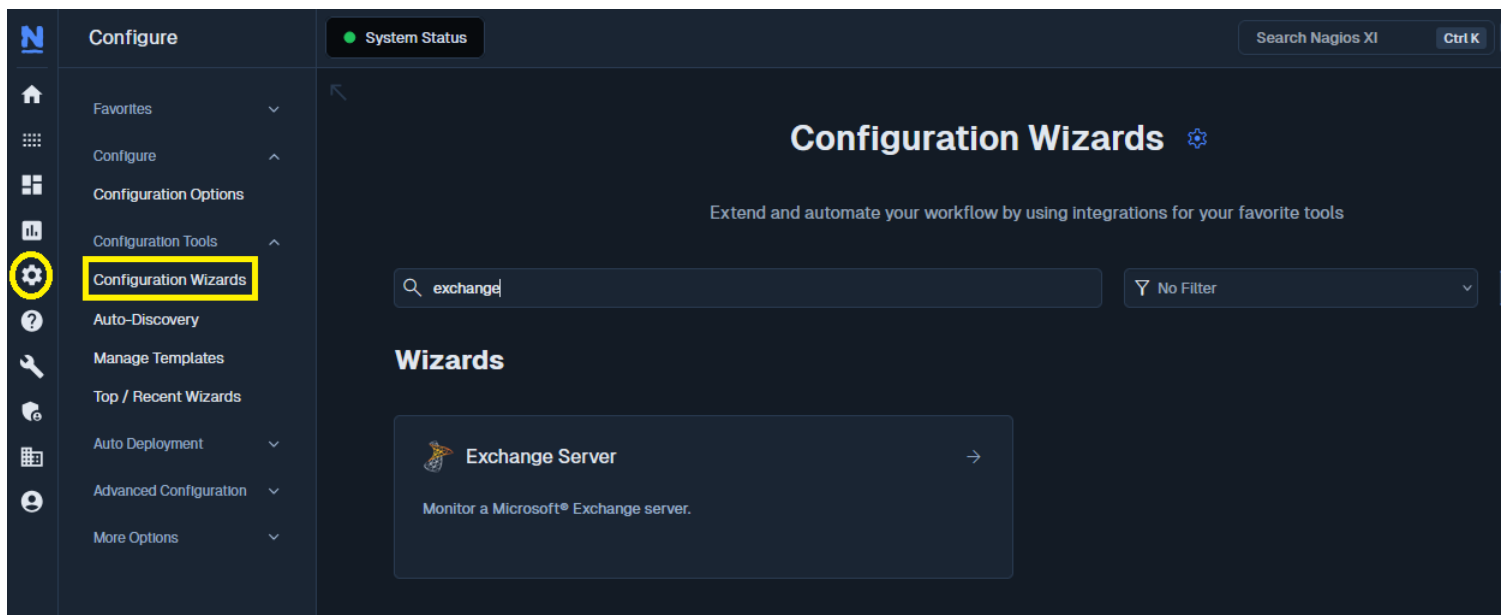 Configure
System Status
Search Nagios XI
Ctrl K
Favorites
Configure
Configuration Options
Configuration Tools
Configuration Wizards
Auto-Discovery
Manage Templates
Top / Recent Wizards
Auto Deployment
Advanced Configuration
More Options
Configuration Wizards
Extend and automate your workflow by using integrations for your favorite tools
exchange
No Filter
Wizards
Exchange Server
Monitor a Microsoft® Exchange server.